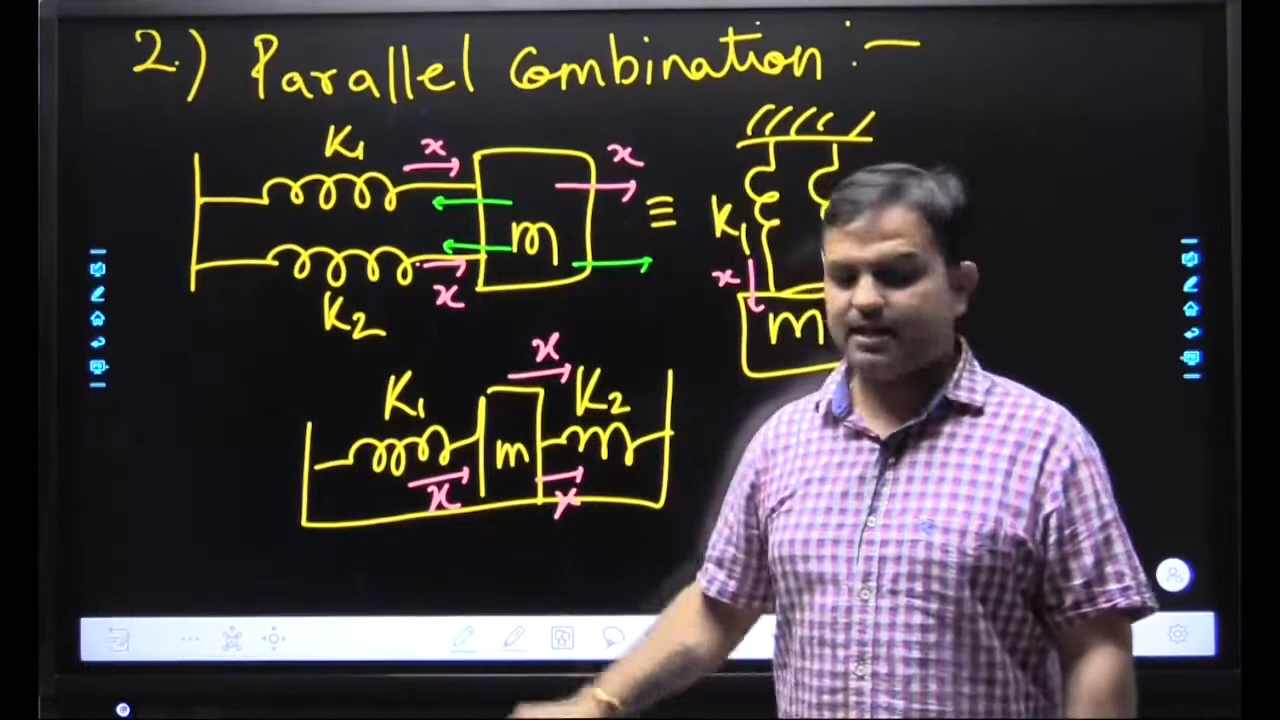 2.) Parallel Combination :-
K₁ x x
m
x
K₂
≡
K₁
x
m
x
K₁ K₂
m
x x